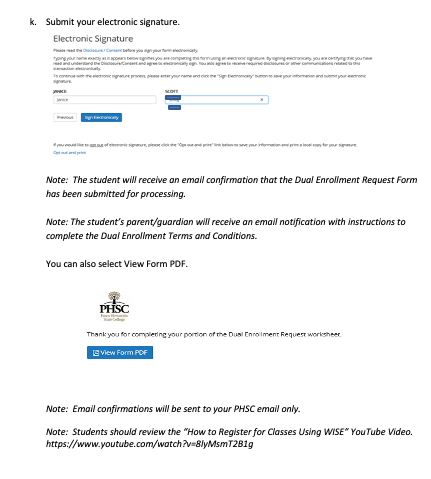 k. Submit your electronic signature.
Electronic Signature
Please read the Disclosure / Consent before you sign your form electronically.
Typing your name exactly as it appears below signifies you are completing this form using an electronic signature. By signing electronically, you are certifying that you have
read and understand the Disclosure/Consent and agree to electronically sign. You also agree to receive required disclosures or other communications related to this
transaction electronically.
To continue with the electronic signature process, please enter your name and click the "Sign Electronically" button to save your information and submit your electronic
signature.
JANICE SCOTT
Janice
Previous Sign Electronically
If you would like to opt out of electronic signature, please click the "Opt out and print" link below to save your information and print a local copy for your signature.
Opt out and print
Note: The student will receive an email confirmation that the Dual Enrollment Request Form
has been submitted for processing.
Note: The student's parent/guardian will receive an email notification with instructions to
complete the Dual Enrollment Terms and Conditions.
You can also select View Form PDF.
PHSC
Pasco-Hernando
State College
Thank you for completing your portion of the Dual Enrollment Request worksheet.
View Form PDF
Note: Email confirmations will be sent to your PHSC email only.
Note: Students should review the "How to Register for Classes Using WISE" YouTube Video.
https://www.youtube.com/watch?v=8lyMsmT2B1g